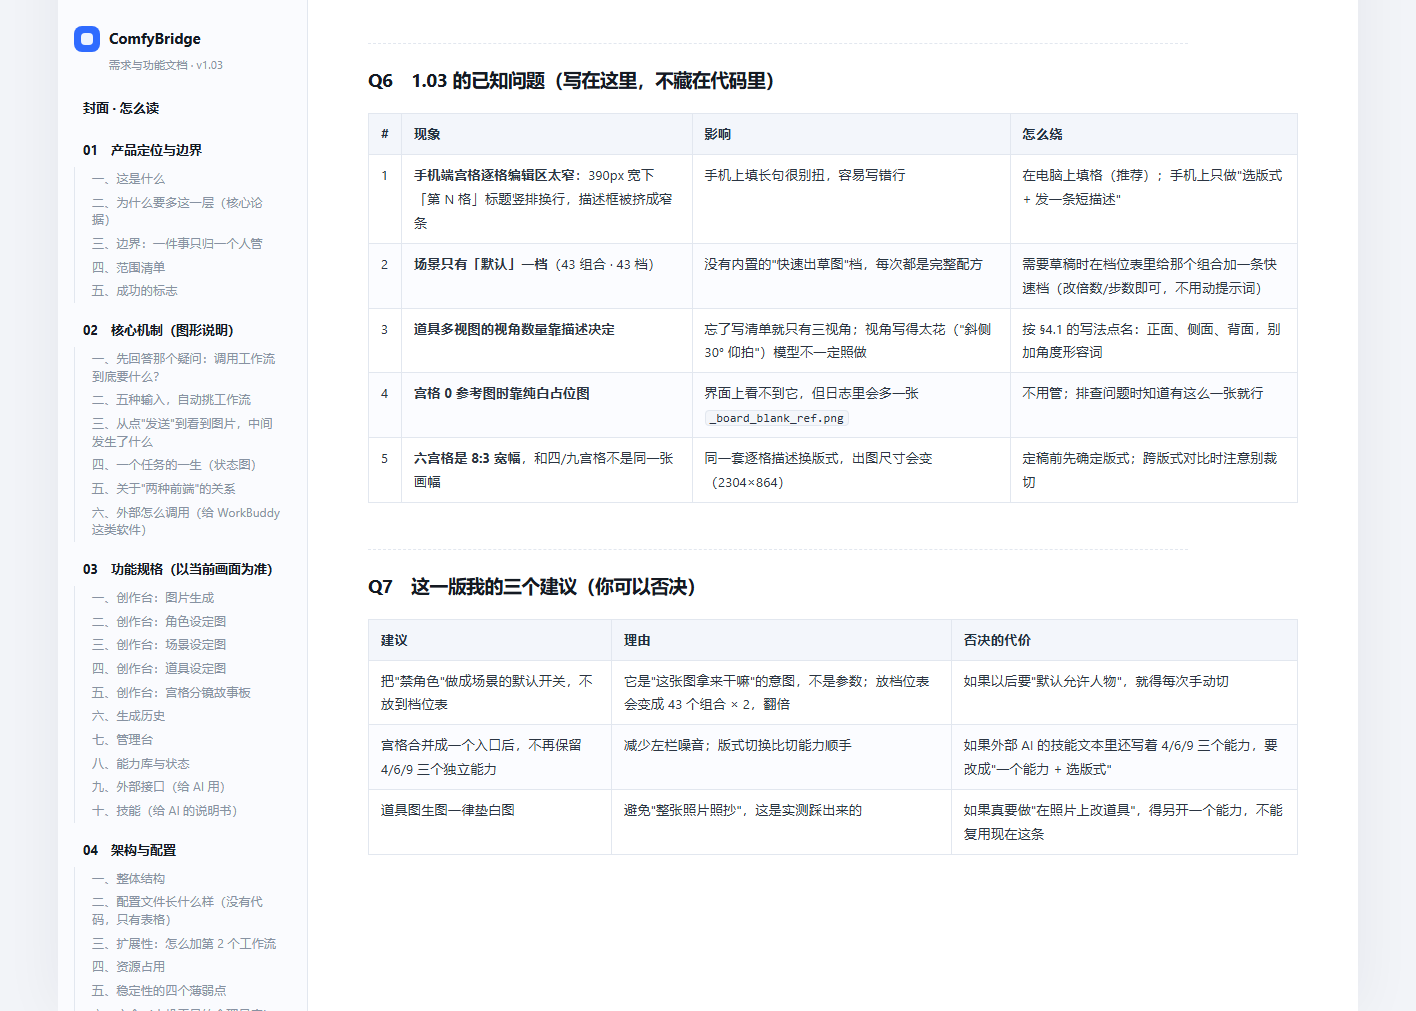 ComfyBridge
需求与功能文档 · v1.03
封面 · 怎么读
01 产品定位与边界
一、这是什么
二、为什么要多这一层（核心论
据）
三、边界：一件事只归一个人管
四、范围清单
五、成功的标志
02 核心机制（图形说明）
一、先回答那个疑问：调用工作流
到底要什么？
二、五种输入，自动挑工作流
三、从点"发送"到看到图片，中间
发生了什么
四、一个任务的一生（状态图）
五、关于"两种前端"的关系
六、外部怎么调用（给 WorkBuddy
这类软件）
03 功能规格（以当前画面为准）
一、创作台：图片生成
二、创作台：角色设定图
三、创作台：场景设定图
四、创作台：道具设定图
五、创作台：宫格分镜故事板
六、生成历史
七、管理台
八、能力库与状态
九、外部接口（给 AI 用）
十、技能（给 AI 的说明书）
04 架构与配置
一、整体结构
二、配置文件长什么样（没有代
码，只有表格）
三、扩展性：怎么加第 2 个工作流
四、资源占用
五、稳定性的四个薄弱点
Q6 1.03 的已知问题（写在这里，不藏在代码里）
# 现象 影响 怎么绕
1 手机端宫格逐格编辑区太窄：390px 宽下 手机上填长句很别扭，容易写错行 在电脑上填格（推荐）；手机上只做"选版式
「第 N 格」标题竖排换行，描述框被挤成窄 + 发一条短描述"
条
2 场景只有「默认」一档（43 组合 · 43 档） 没有内置的"快速出草图"档，每次都是完整配方 需要草稿时在档位表里给那个组合加一条快
速档（改倍数/步数即可，不用动提示词）
3 道具多视图的视角数量靠描述决定 忘了写清单就只有三视角；视角写得太花（"斜侧 按 §4.1 的写法点名：正面、侧面、背面，别
30° 仰拍"）模型不一定照做 加角度形容词
4 宫格 0 参考图时靠纯白占位图 界面上看不到它，但日志里会多一张 不用管；排查问题时知道有这么一张就行
_board_blank_ref.png
5 六宫格是 8:3 宽幅，和四/九宫格不是同一张 同一套逐格描述换版式，出图尺寸会变 定稿前先确定版式；跨版式对比时注意别裁
画幅 （2304×864） 切
Q7 这一版我的三个建议（你可以否决）
建议 理由 否决的代价
把"禁角色"做成场景的默认开关，不 它是"这张图拿来干嘛"的意图，不是参数；放档位表 如果以后要"默认允许人物"，就得每次手动切
放到档位表 会变成 43 个组合 × 2，翻倍
宫格合并成一个入口后，不再保留 减少左栏噪音；版式切换比切能力顺手 如果外部 AI 的技能文本里还写着 4/6/9 三个能力，要
4/6/9 三个独立能力 改成"一个能力 + 选版式"
道具图生图一律垫白图 避免"整张照片照抄"，这是实测踩出来的 如果真要做"在照片上改道具"，得另开一个能力，不能
复用现在这条